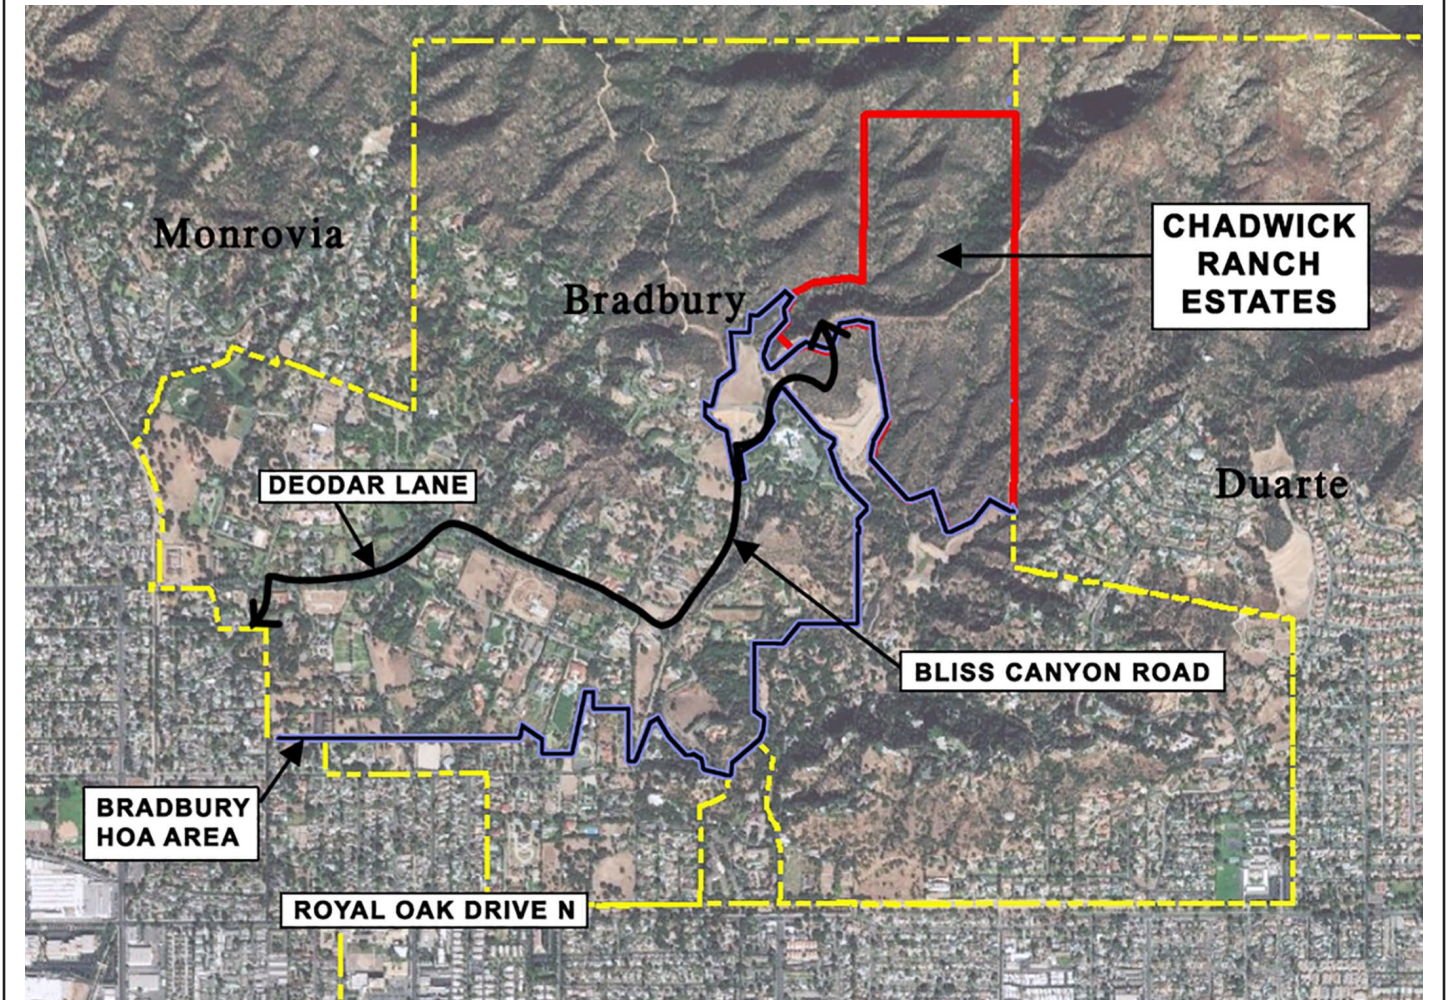 Monrovia
CHADWICK
RANCH
ESTATES
Bradbury
DEODAR LANE
Duarte
BLISS CANYON ROAD
BRADBURY
HOA AREA
ROYAL OAK DRIVE N